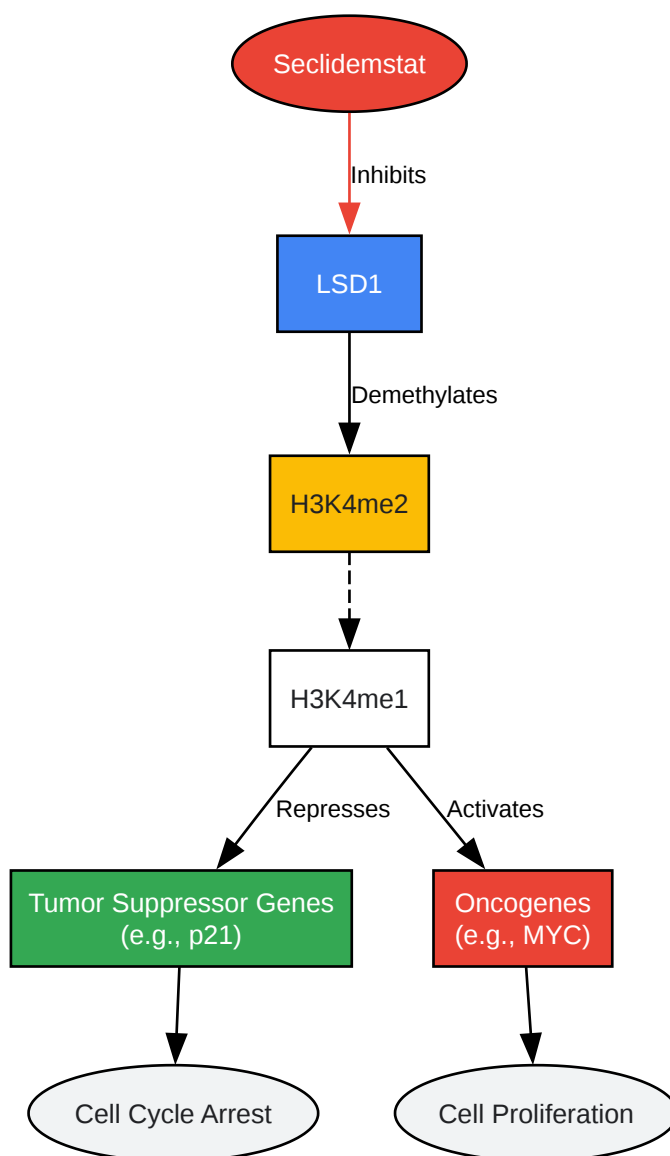 Seclidemstat
Inhibits
LSD1
Demethylates
H3K4me2
H3K4me1
Represses
Activates
Tumor Suppressor Genes
(e.g., p21)
Oncogenes
(e.g., MYC)
Cell Cycle Arrest
Cell Proliferation